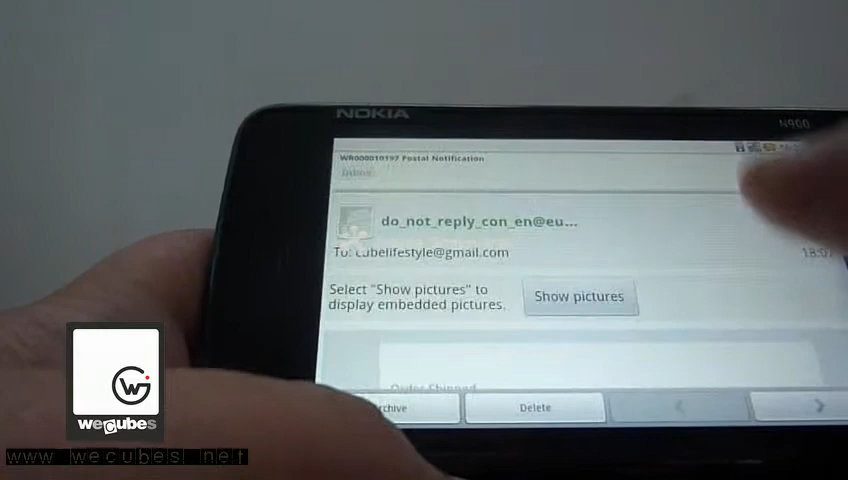 NOKIA
N900
WR000010197 Postal Notification
Inbox
do_not_reply_con_en@eu...
To: cubelifestyle@gmail.com
18:07
Select "Show pictures" to
display embedded pictures.
Show pictures
Order Shipped
rchive
Delete
wecubes
www wecubes net